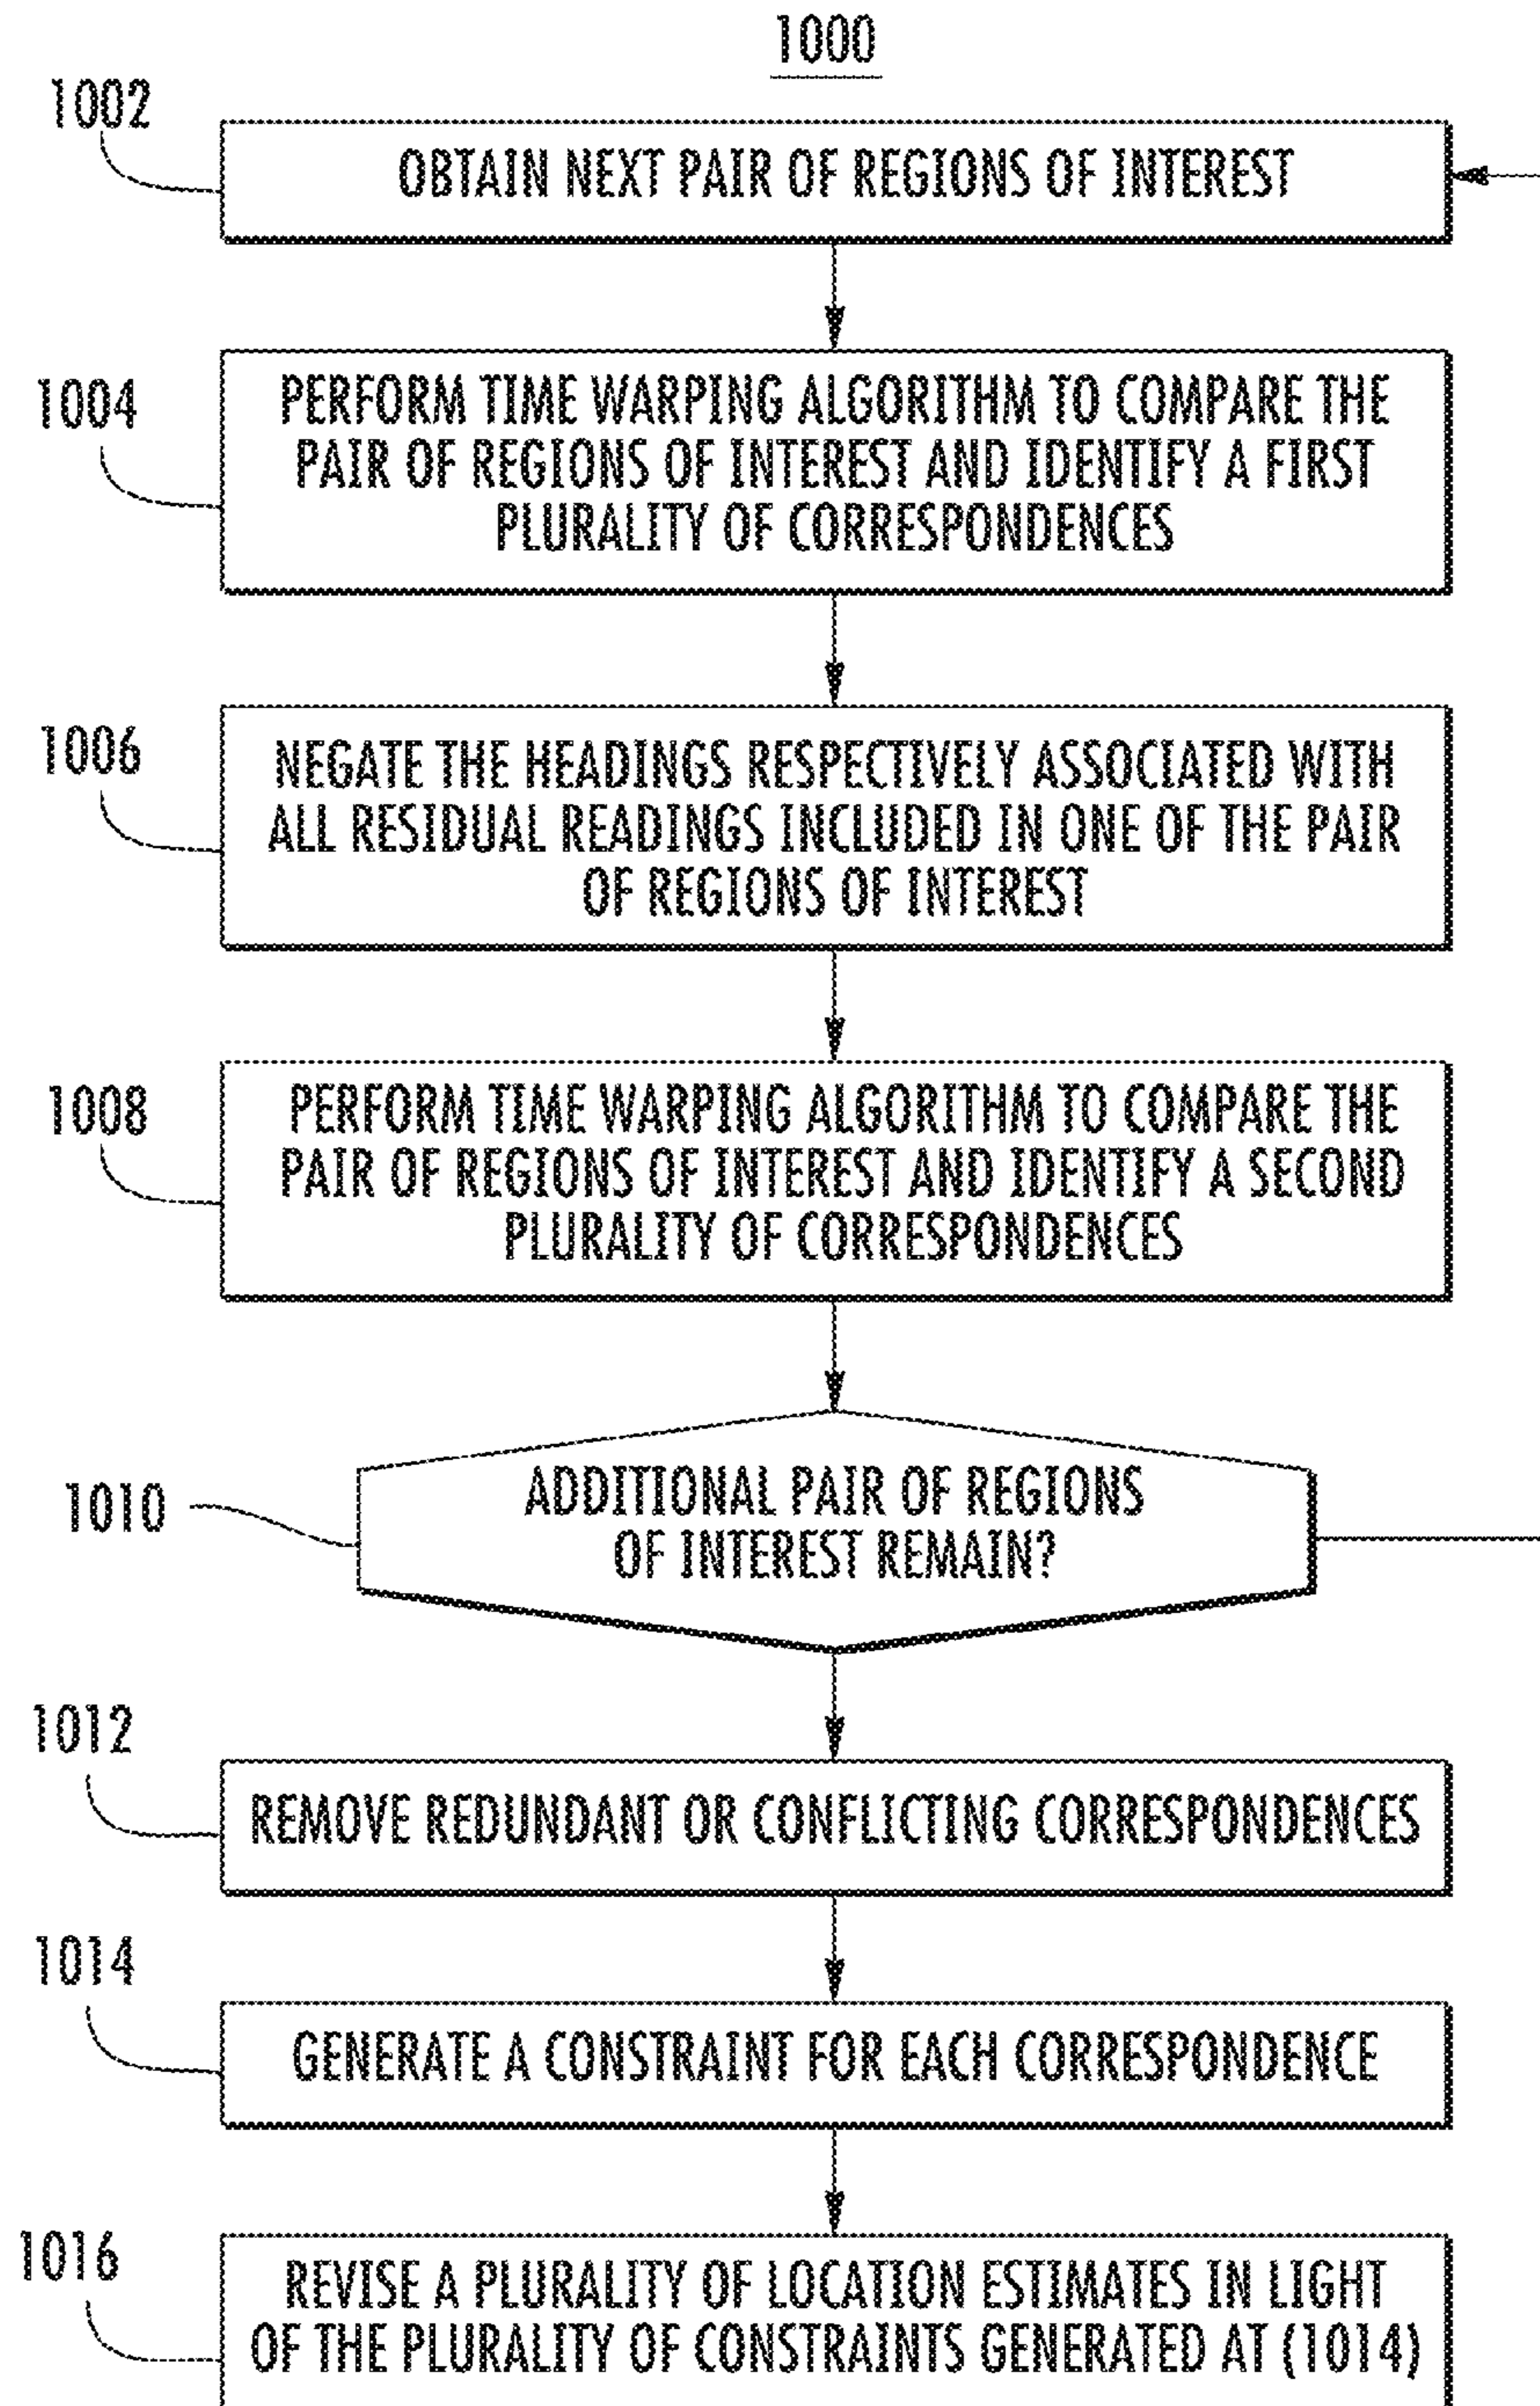 1000
1002
OBTAIN NEXT PAIR OF REGIONS OF INTEREST
1004
PERFORM TIME WARPING ALGORITHM TO COMPARE THE
PAIR OF REGIONS OF INTEREST AND IDENTIFY A FIRST
PLURALITY OF CORRESPONDENCES
1006
NEGATE THE HEADINGS RESPECTIVELY ASSOCIATED WITH
ALL RESIDUAL READINGS INCLUDED IN ONE OF THE PAIR
OF REGIONS OF INTEREST
1008
PERFORM TIME WARPING ALGORITHM TO COMPARE THE
PAIR OF REGIONS OF INTEREST AND IDENTIFY A SECOND
PLURALITY OF CORRESPONDENCES
1010
ADDITIONAL PAIR OF REGIONS
OF INTEREST REMAIN?
1012
REMOVE REDUNDANT OR CONFLICTING CORRESPONDENCES
1014
GENERATE A CONSTRAINT FOR EACH CORRESPONDENCE
1016
REVISE A PLURALITY OF LOCATION ESTIMATES IN LIGHT
OF THE PLURALITY OF CONSTRAINTS GENERATED AT (1014)